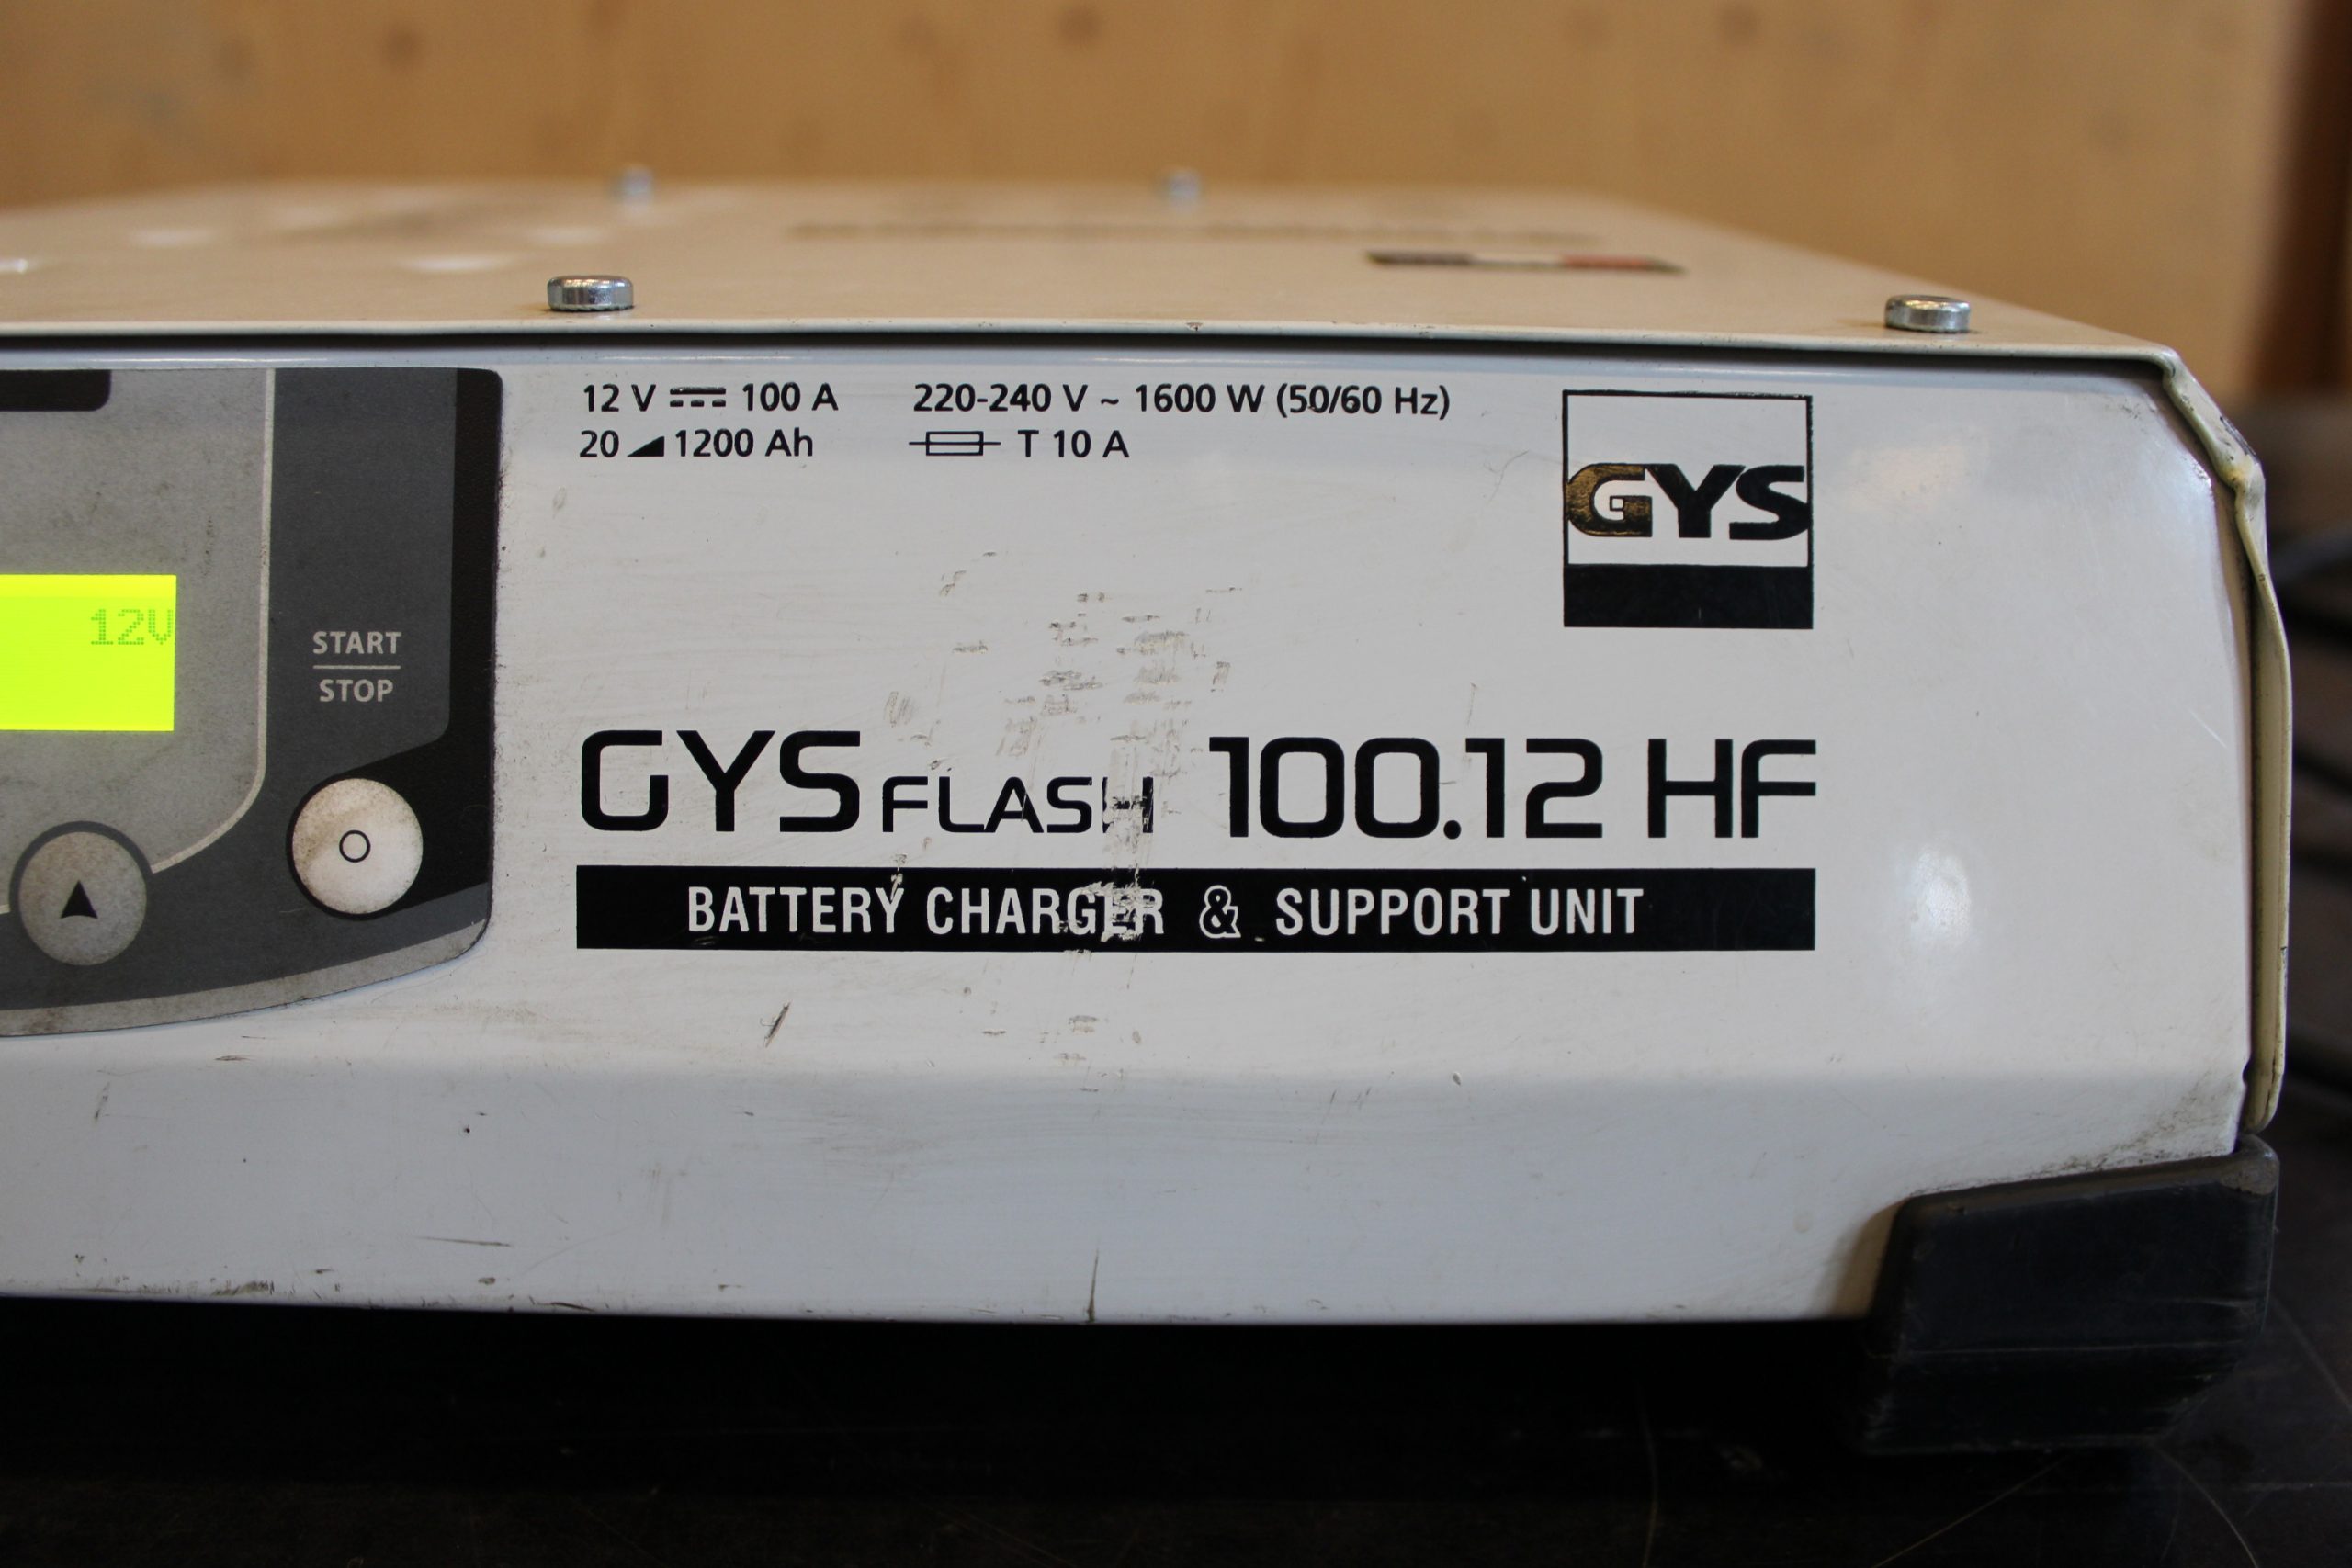 12 V ⎓ 100 A
20 ◢ 1200 Ah
220-240 V ~ 1600 W (50/60 Hz)
T 10 A
GYS
12V
START
STOP
GYS FLASH 100.12 HF
BATTERY CHARGER & SUPPORT UNIT